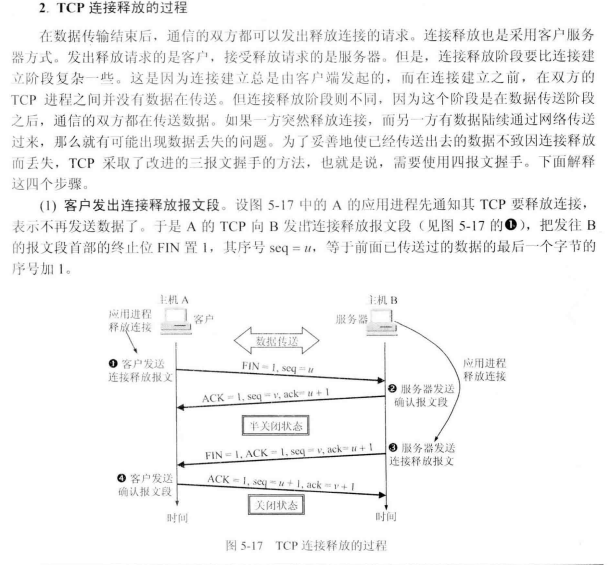 2. TCP 连接释放的过程
在数据传输结束后，通信的双方都可以发出释放连接的请求。连接释放也是采用客户服
器方式。发出释放请求的是客户，接受释放请求的是服务器。但是，连接释放阶段要比连接建
立阶段复杂一些。这是因为连接建立总是由客户端发起的，而在连接建立之前，在双方的
TCP 进程之间并没有数据在传送。但连接释放阶段则不同，因为这个阶段是在数据传送阶段
之后，通信的双方都在传送数据。如果一方突然释放连接，而另一方有数据陆续通过网络传送
过来，那么就有可能出现数据丢失的问题。为了妥善地使已经传送出去的数据不致因连接释放
而丢失，TCP 采取了改进的三报文握手的方法，也就是说，需要使用四报文握手。下面解释
这四个步骤。
(1) 客户发出连接释放报文段。设图 5-17 中的 A 的应用进程先通知其 TCP 要释放连接，
表示不再发送数据了。于是 A 的 TCP 向 B 发出连接释放报文段（见图 5-17 的❶），把发往 B
的报文段首部的终止位 FIN 置 1，其序号 seq = u，等于前面已传送过的数据的最后一个字节的
序号加 1。
主机 A
主机 B
应用进程
释放连接
客户
服务器
数据传送
❶ 客户发送
连接释放报文
FIN = 1, seq = u
应用进程
释放连接
❷ 服务器发送
确认报文段
ACK = 1, seq = v, ack= u + 1
半关闭状态
FIN = 1, ACK = 1, seq = v, ack= u + 1
❸ 服务器发送
连接释放报文
❹ 客户发送
确认报文段
ACK = 1, seq = u + 1, ack = v + 1
关闭状态
时间
时间
图 5-17 TCP 连接释放的过程